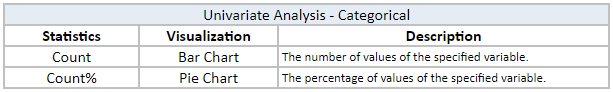 Univariate Analysis - Categorical
Statistics Visualization Description
Count Bar Chart The number of values of the specified variable.
Count% Pie Chart The percentage of values of the specified variable.